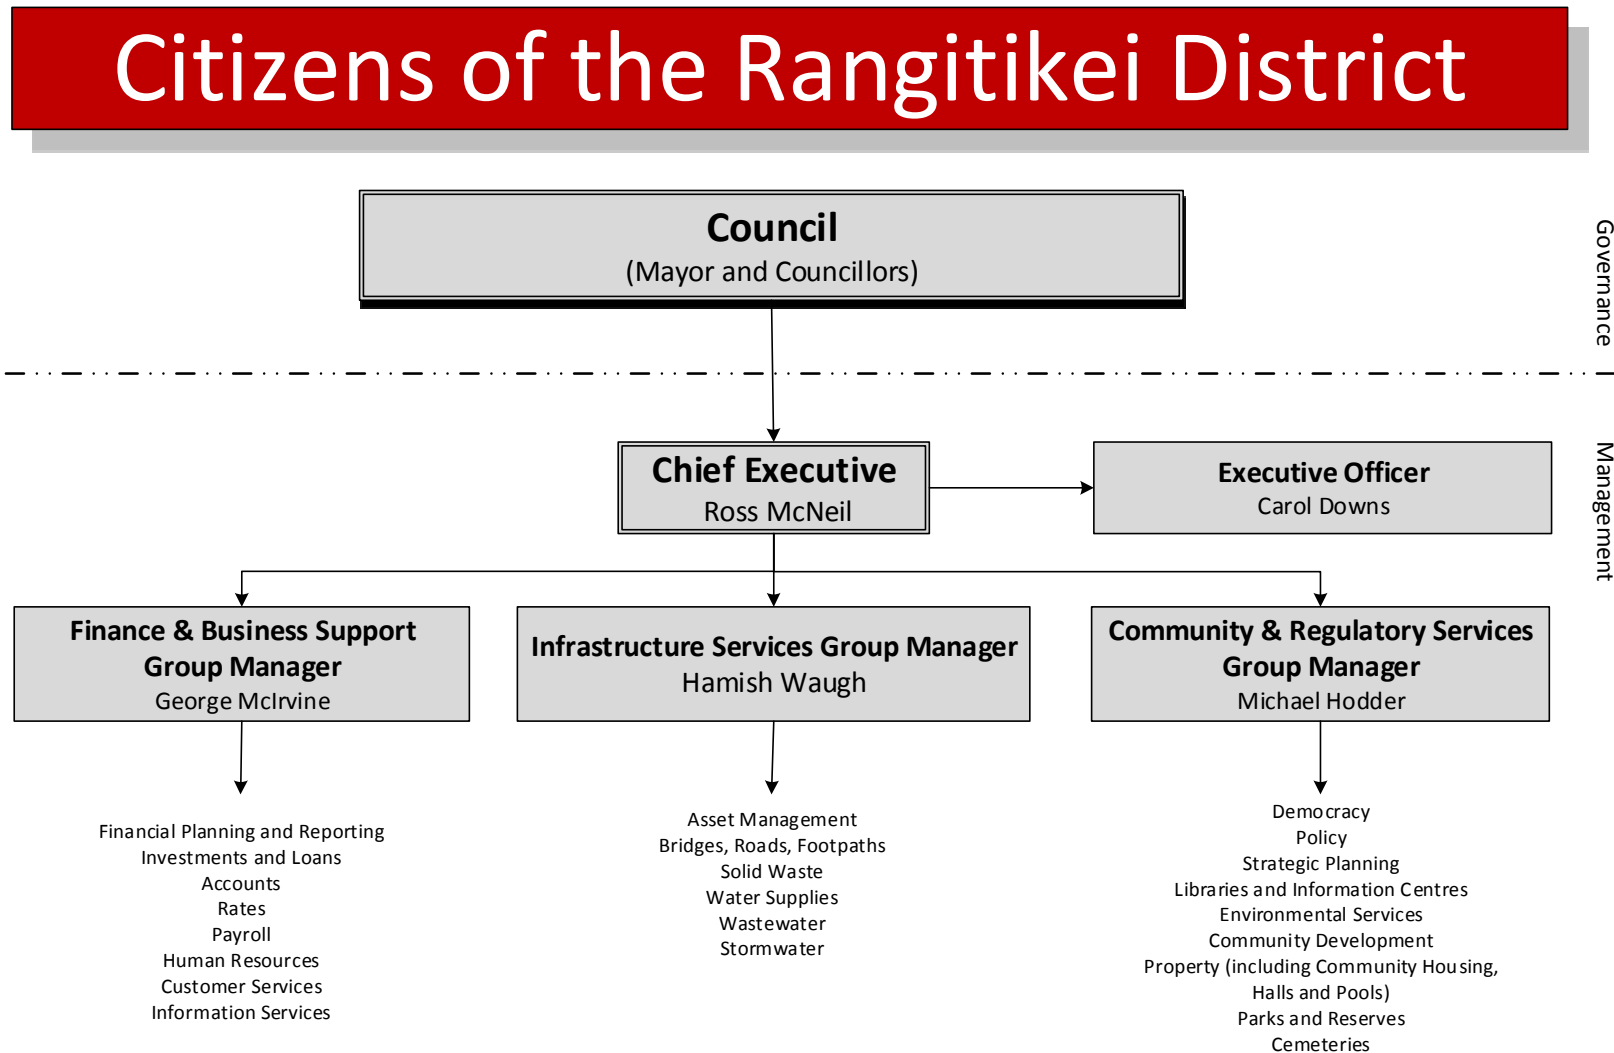 Citizens of the Rangitikei District
Council
(Mayor and Councillors)
Governance
Chief Executive
Ross McNeil
Executive Officer
Carol Downs
Management
Finance & Business Support
Group Manager
George McIrvine
Infrastructure Services Group Manager
Hamish Waugh
Community & Regulatory Services
Group Manager
Michael Hodder
Financial Planning and Reporting
Investments and Loans
Accounts
Rates
Payroll
Human Resources
Customer Services
Information Services
Asset Management
Bridges, Roads, Footpaths
Solid Waste
Water Supplies
Wastewater
Stormwater
Democracy
Policy
Strategic Planning
Libraries and Information Centres
Environmental Services
Community Development
Property (including Community Housing,
Halls and Pools)
Parks and Reserves
Cemeteries